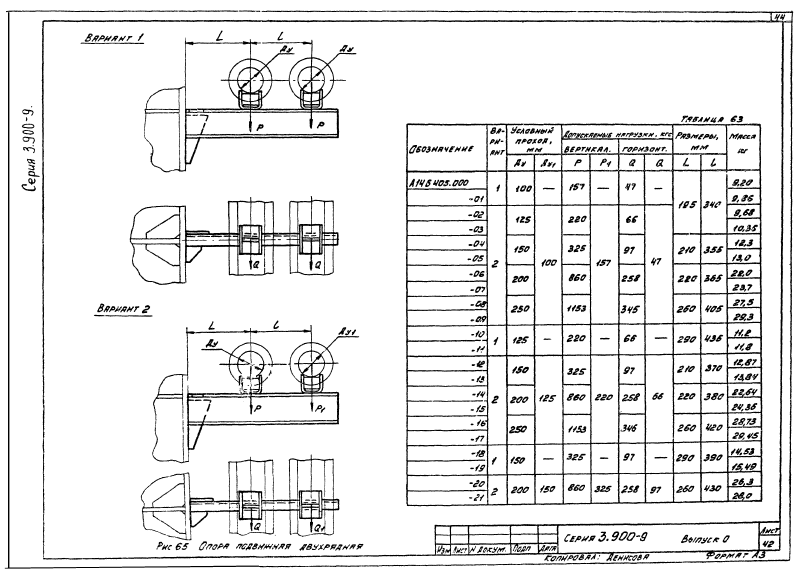 44
Серия 3.900-9.
Вариант 1
L L
Ду Ду
P P
Q Q
Вариант 2
L L
Ду Ду1
P P1
Q Q1
Рис 65 Опора подвижная двухрядная
Таблица 63
Обозначение Вариант Условный проход, мм Допускаемые нагрузки, кгс Размеры, мм Масса кг
Вертикал. Горизонт.
Ду Ду1 P P1 Q Q L L
А14Б 403.000 1 100 — 157 — 47 — 195 340 9,20
-01 9,36
-02 2 125 100 220 157 66 47 9,68
-03 10,35
-04 150 325 97 210 355 12,3
-05 13,0
-06 200 860 258 220 365 22,0
-07 23,7
-08 250 1153 345 260 405 27,5
-09 29,3
-10 1 125 — 220 — 66 — 290 435 11,2
-11 11,8
-12 2 150 125 325 220 97 66 210 370 12,87
-13 13,84
-14 200 860 258 220 380 22,64
-15 24,36
-16 250 1153 346 260 420 28,73
-17 29,45
-18 1 150 — 325 — 97 — 290 390 14,53
-19 15,49
-20 2 200 150 860 325 258 97 260 430 26,3
-21 28,0
Изм Лист N докум. Подп Дата
Серия 3.900-9 Выпуск 0
Лист
42
Копировал: Денисова Формат А3